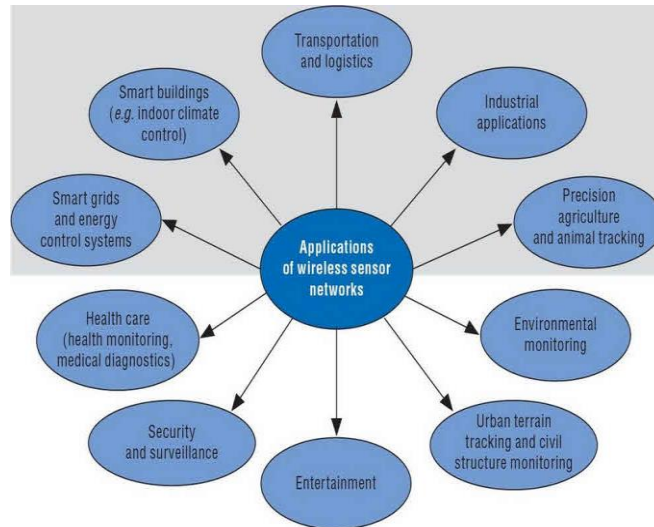 Transportation
and logistics
Smart buildings
(e.g. indoor climate
control)
Industrial
applications
Smart grids
and energy
control systems
Precision
agriculture
and animal tracking
Applications
of wireless sensor
networks
Health care
(health monitoring,
medical diagnostics)
Environmental
monitoring
Security
and surveillance
Urban terrain
tracking and civil
structure monitoring
Entertainment